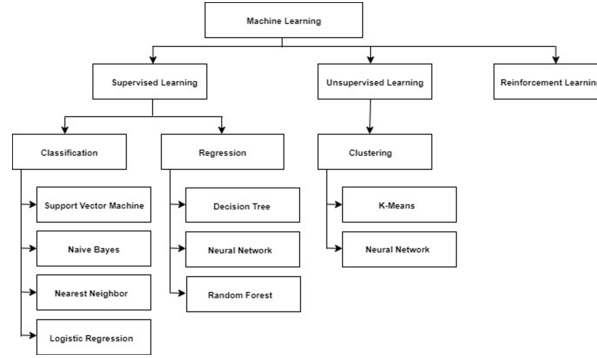 Machine Learning
Supervised Learning
Unsupervised Learning
Reinforcement Learning
Classification
Regression
Clustering
Support Vector Machine
Decision Tree
K-Means
Naive Bayes
Neural Network
Neural Network
Nearest Neighbor
Random Forest
Logistic Regression